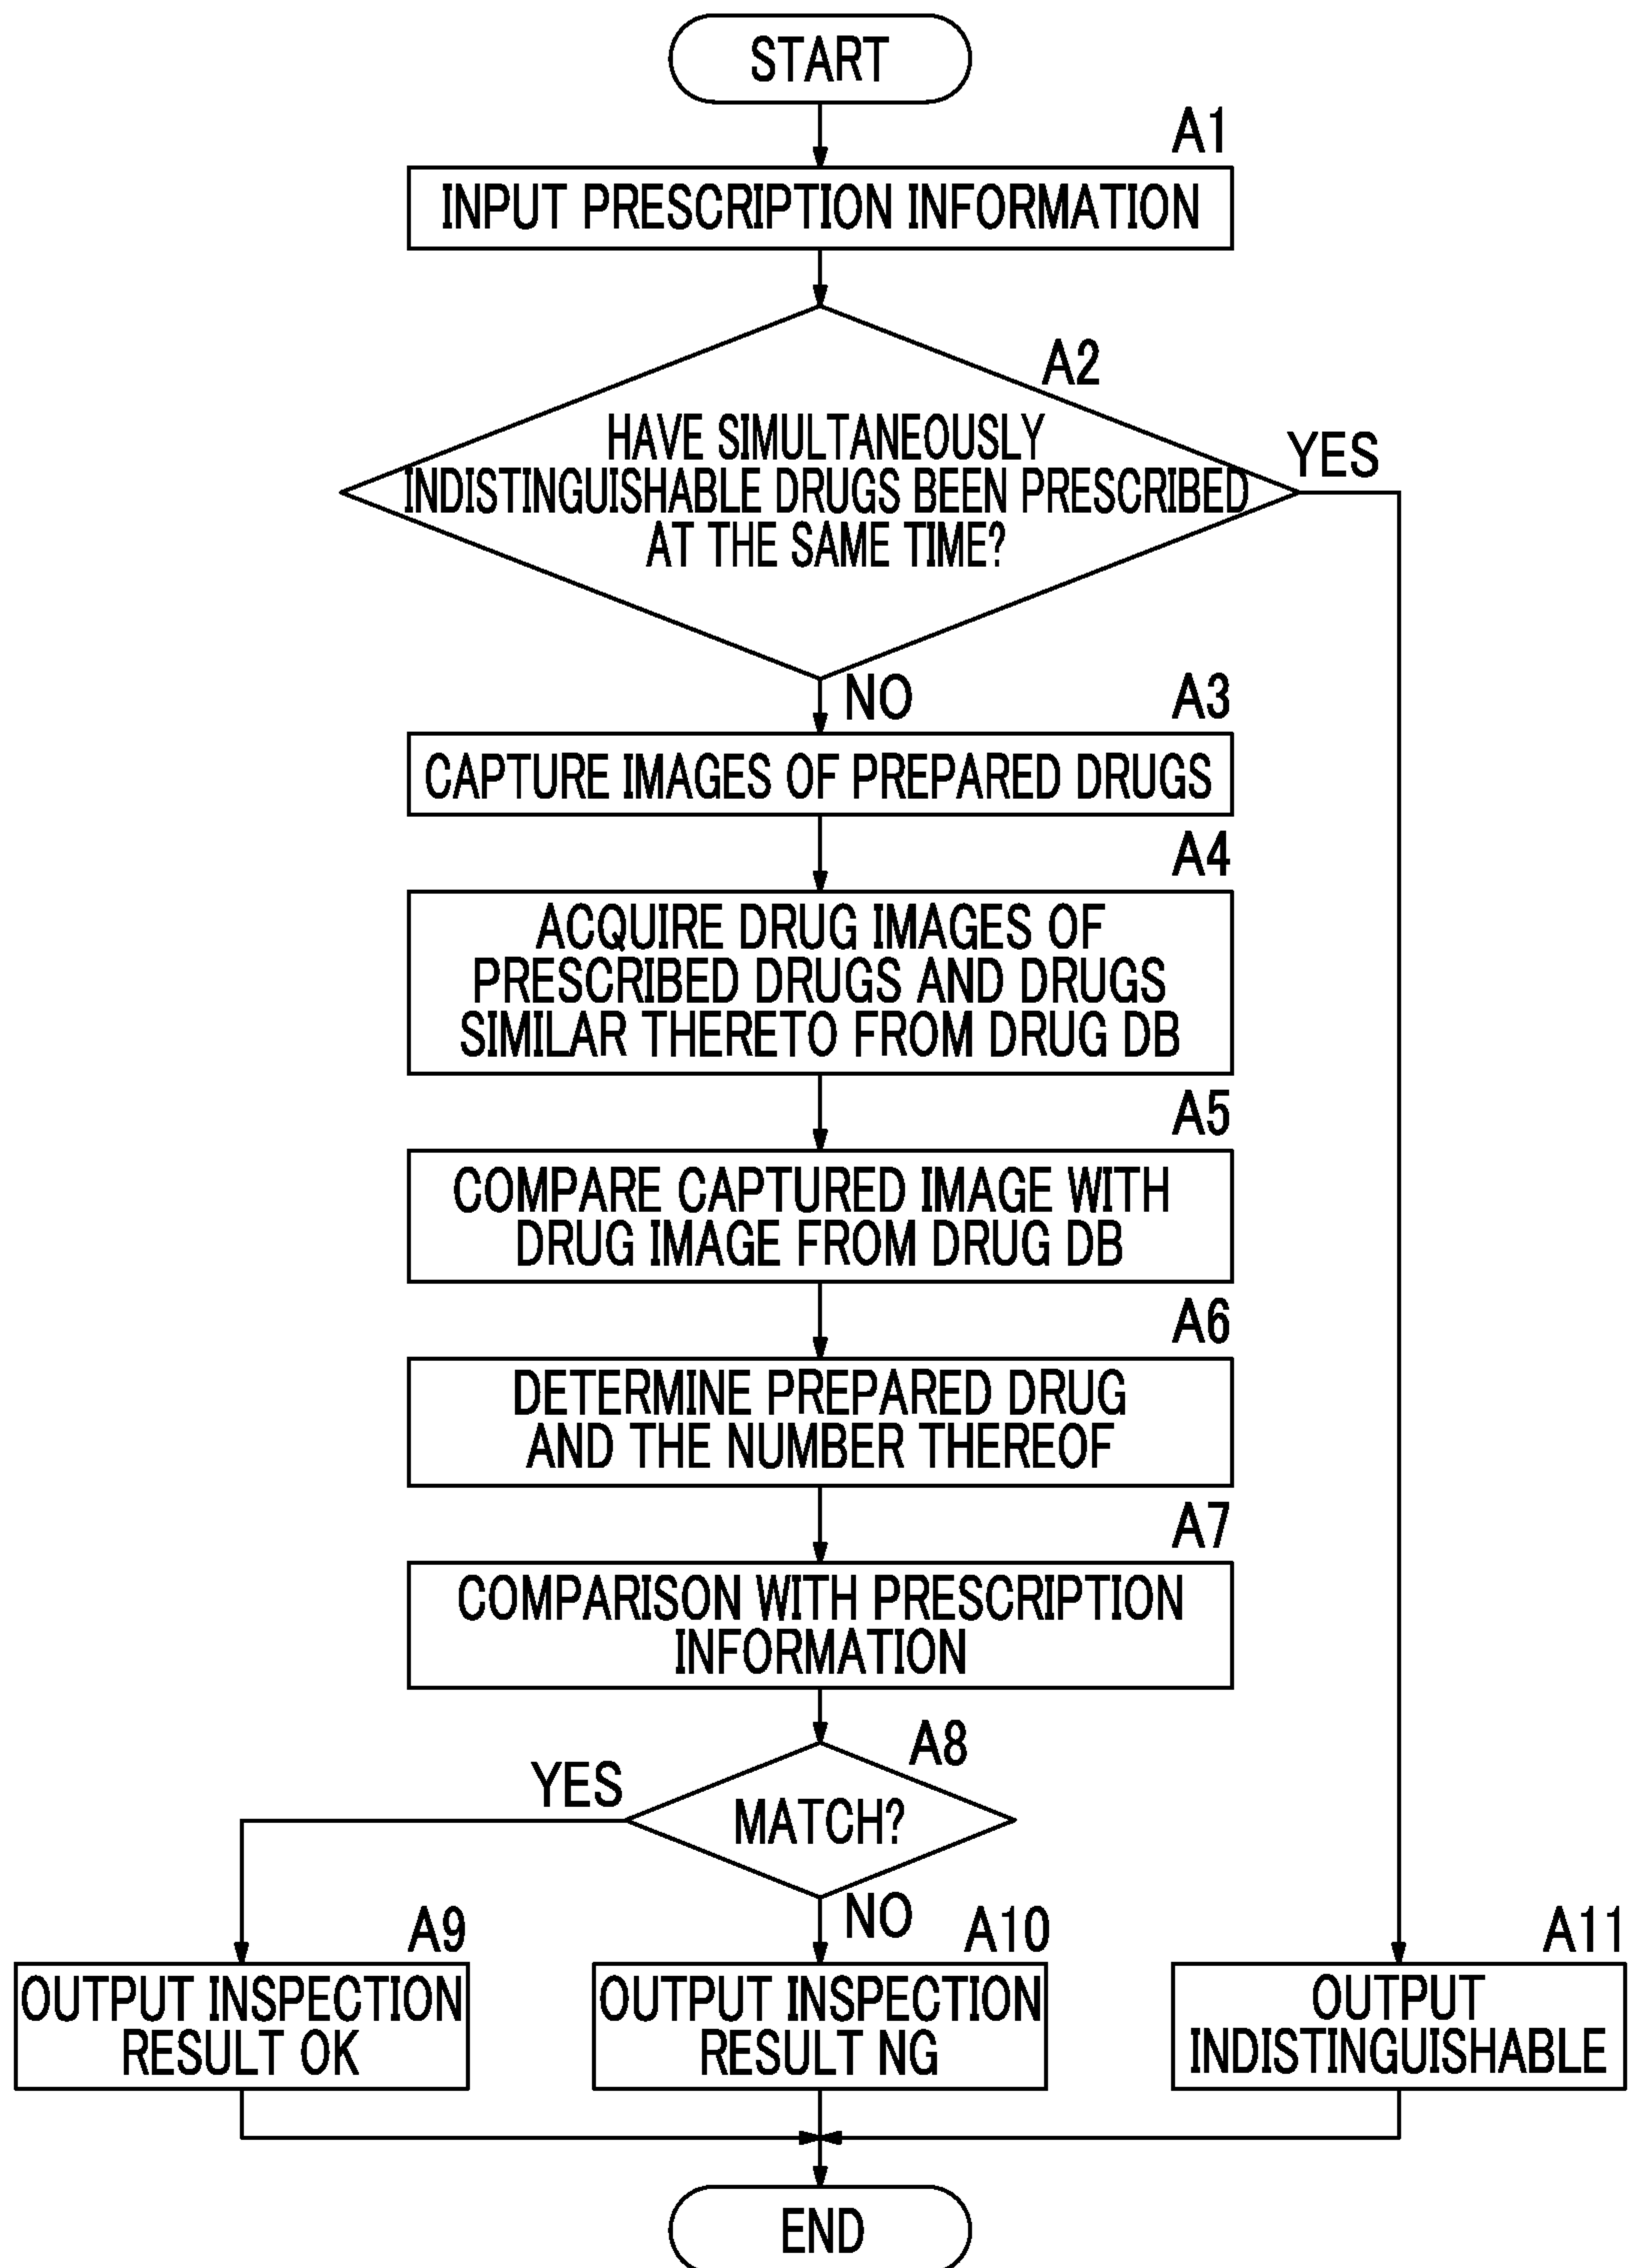 START
A1
INPUT PRESCRIPTION INFORMATION
A2
HAVE SIMULTANEOUSLY
INDISTINGUISHABLE DRUGS BEEN PRESCRIBED
AT THE SAME TIME?
YES
NO
A3
CAPTURE IMAGES OF PREPARED DRUGS
A4
ACQUIRE DRUG IMAGES OF
PRESCRIBED DRUGS AND DRUGS
SIMILAR THERETO FROM DRUG DB
A5
COMPARE CAPTURED IMAGE WITH
DRUG IMAGE FROM DRUG DB
A6
DETERMINE PREPARED DRUG
AND THE NUMBER THEREOF
A7
COMPARISON WITH PRESCRIPTION
INFORMATION
A8
YES
MATCH?
NO
A9
OUTPUT INSPECTION
RESULT OK
A10
OUTPUT INSPECTION
RESULT NG
A11
OUTPUT
INDISTINGUISHABLE
END